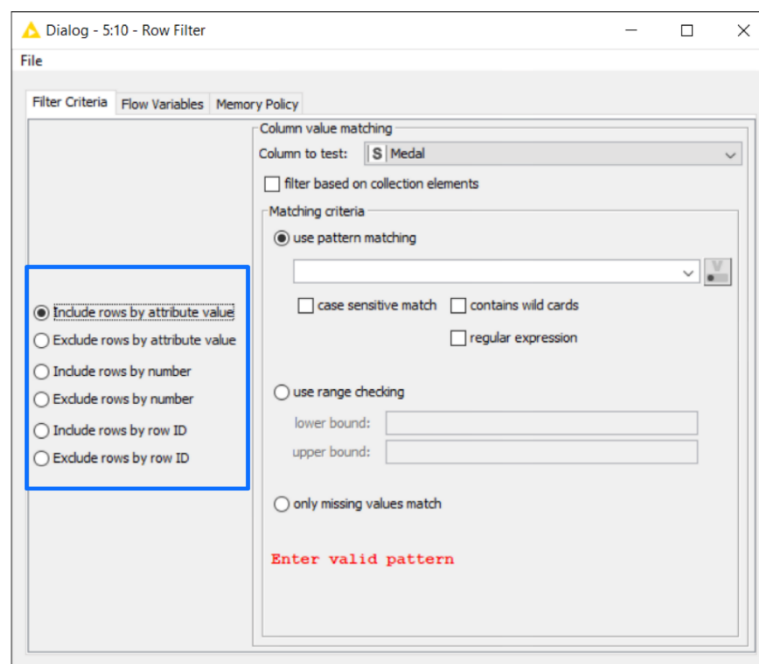 Dialog - 5:10 - Row Filter
File
Filter Criteria Flow Variables Memory Policy
Column value matching
Column to test: S Medal
filter based on collection elements
Matching criteria
use pattern matching
V
case sensitive match contains wild cards
regular expression
use range checking
lower bound:
upper bound:
only missing values match
Enter valid pattern
Include rows by attribute value
Exclude rows by attribute value
Include rows by number
Exclude rows by number
Include rows by row ID
Exclude rows by row ID